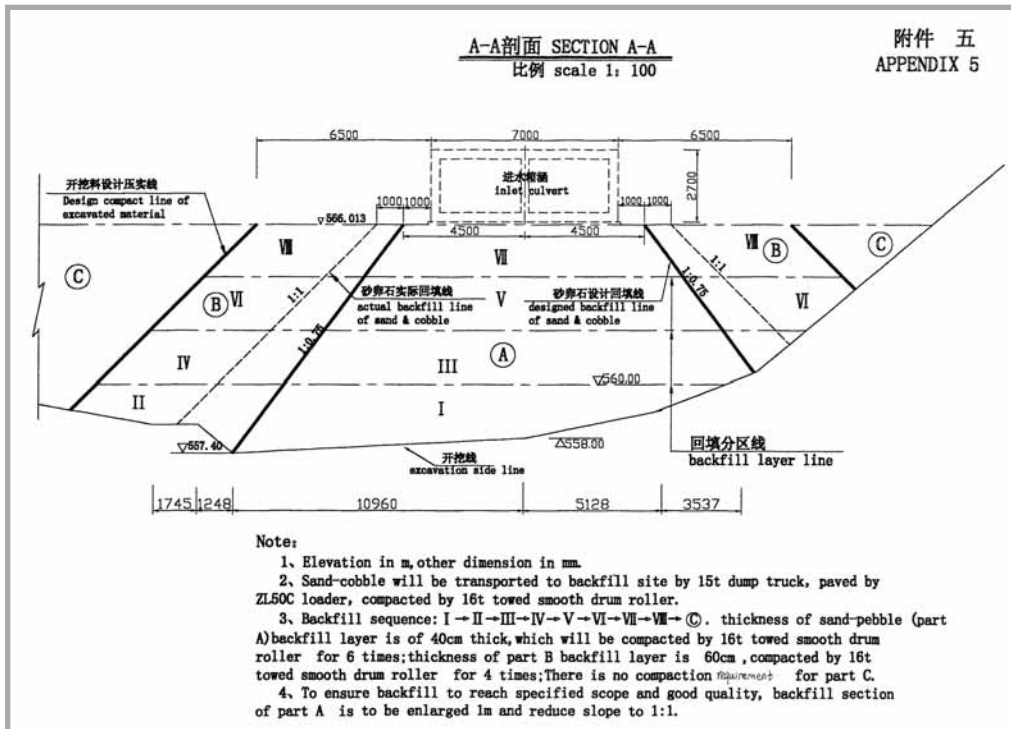 A-A剖面 SECTION A-A
比例 scale 1: 100
附件 五
APPENDIX 5
6500
7000
6500
进水箱涵
inlet culvert
2700
开挖料设计压实线
Design compact line of
excavated material
1000
1000
1000
1000
▽566.013
4500
4500
Ⅷ
Ⅶ
Ⅷ
Ⓑ
Ⓒ
Ⓒ
Ⓑ
Ⅵ
1:1
砂卵石实际回填线
actual backfill line
of sand & cobble
Ⅴ
砂卵石设计回填线
designed backfill line
of sand & cobble
1:0.75
1:1
Ⅵ
1:0.75
Ⓐ
Ⅳ
Ⅲ
▽560.00
Ⅱ
Ⅰ
▽557.40
△558.00
开挖线
excavation side line
回填分区线
backfill layer line
1745
1248
10960
5128
3537
Note:
1、Elevation in m,other dimension in mm.
2、Sand-cobble will be transported to backfill site by 15t dump truck, paved by
ZL50C loader, compacted by 16t towed smooth drum roller.
3、Backfill sequence: Ⅰ→Ⅱ→Ⅲ→Ⅳ→Ⅴ→Ⅵ→Ⅶ→Ⅷ→Ⓒ. thickness of sand-pebble (part
A)backfill layer is of 40cm thick,which will be compacted by 16t towed smooth drum
roller for 6 times;thickness of part B backfill layer is 60cm ,compacted by 16t
towed smooth drum roller for 4 times;There is no compaction requirement for part C.
4、To ensure backfill to reach specified scope and good quality, backfill section
of part A is to be enlarged 1m and reduce slope to 1:1.